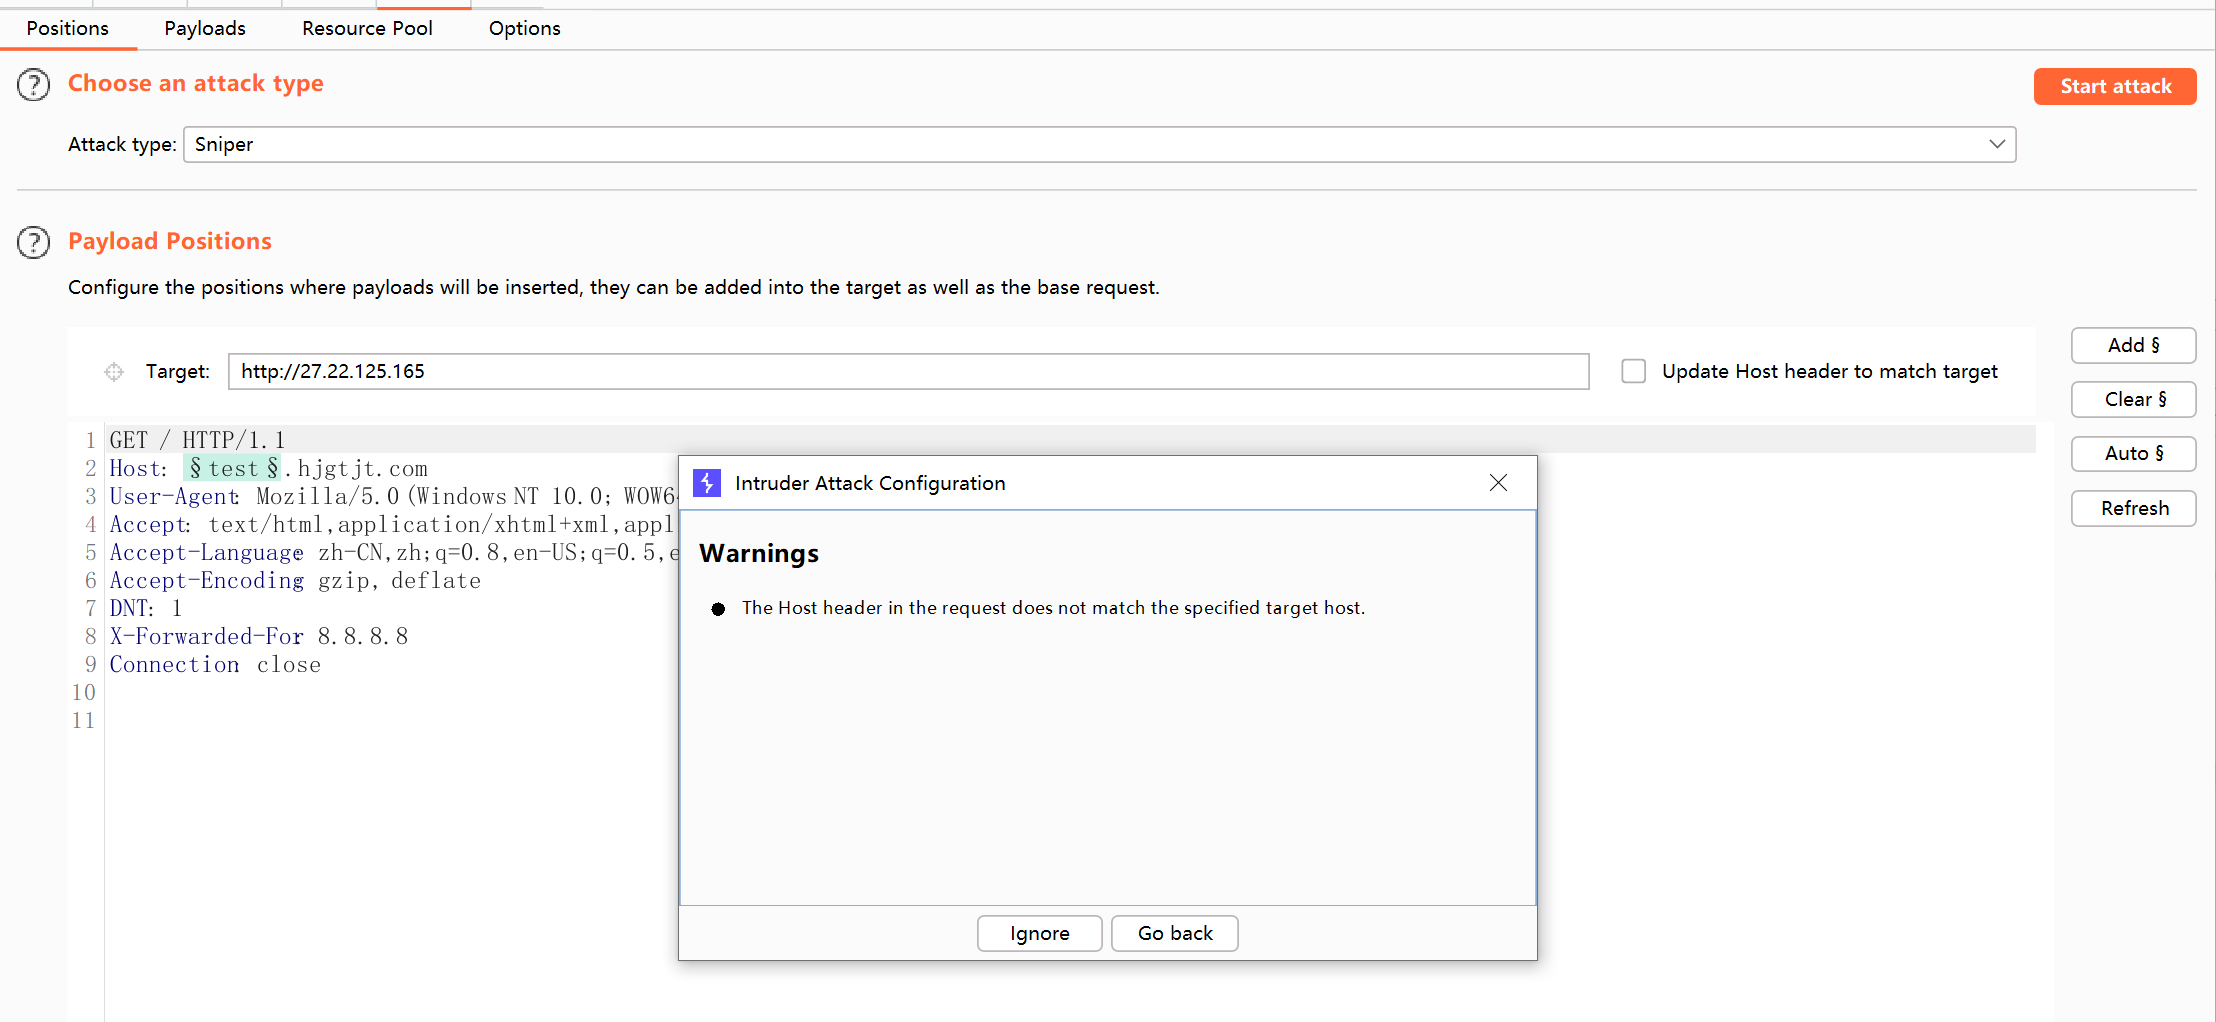 Positions
Payloads
Resource Pool
Options
Choose an attack type
Start attack
Attack type:
Sniper
Payload Positions
Configure the positions where payloads will be inserted, they can be added into the target as well as the base request.
Target:
http://27.22.125.165
Update Host header to match target
Add §
Clear §
Auto §
Refresh
1 GET / HTTP/1.1
2 Host: §test§.hjgtjt.com
3 User-Agent: Mozilla/5.0 (Windows NT 10.0; WOW6
4 Accept: text/html,application/xhtml+xml,appl
5 Accept-Language: zh-CN,zh;q=0.8,en-US;q=0.5,e
6 Accept-Encoding: gzip, deflate
7 DNT: 1
8 X-Forwarded-For: 8.8.8.8
9 Connection: close
10
11
Intruder Attack Configuration
Warnings
The Host header in the request does not match the specified target host.
Ignore
Go back